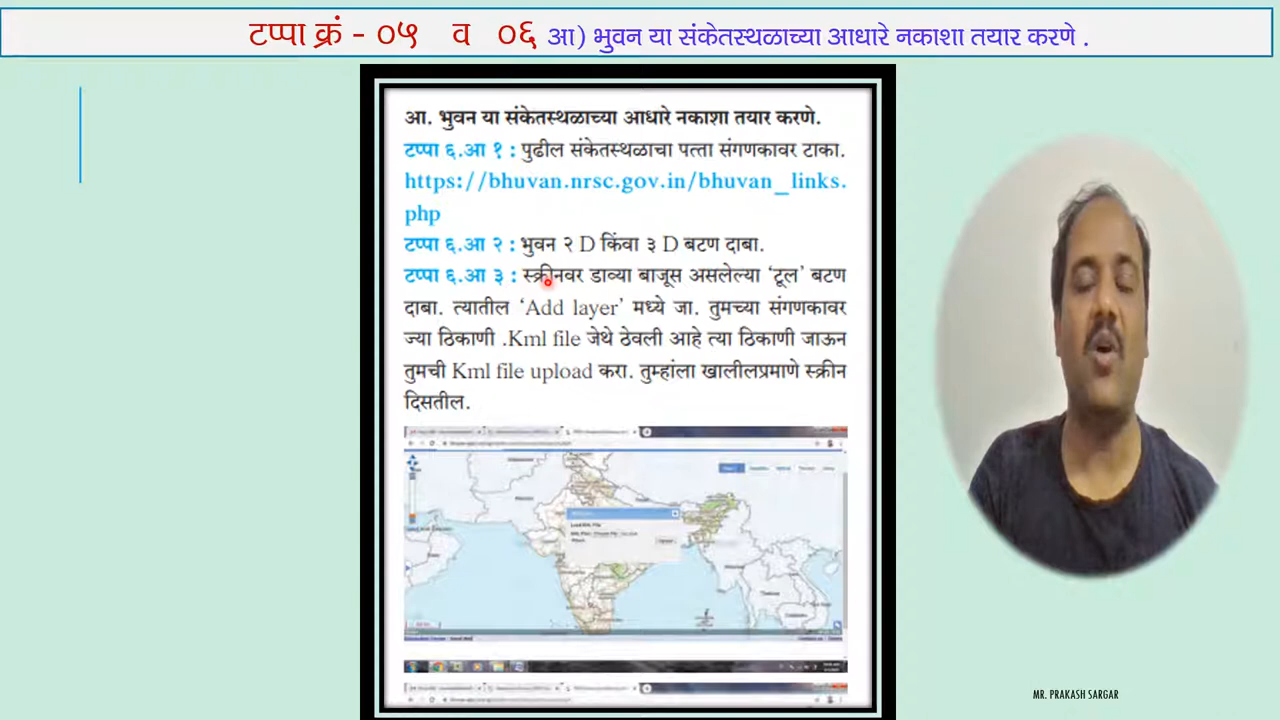 टप्पा क्रं - ०५ व ०६ आ) भुवन या संकेतस्थळाच्या आधारे नकाशा तयार करणे .
आ. भुवन या संकेतस्थळाच्या आधारे नकाशा तयार करणे.
टप्पा ६.आ १ : पुढील संकेतस्थळाचा पत्ता संगणकावर टाका.
https://bhuvan.nrsc.gov.in/bhuvan_links.
php
टप्पा ६.आ २ : भुवन २ D किंवा ३ D बटण दाबा.
टप्पा ६.आ ३ : स्क्रीनवर डाव्या बाजूस असलेल्या ‘टूल’ बटण
दाबा. त्यातील ‘Add layer’ मध्ये जा. तुमच्या संगणकावर
ज्या ठिकाणी .Kml file जेथे ठेवली आहे त्या ठिकाणी जाऊन
तुमची Kml file upload करा. तुम्हांला खालीलप्रमाणे स्क्रीन
दिसतील.
MR. PRAKASH SARGAR